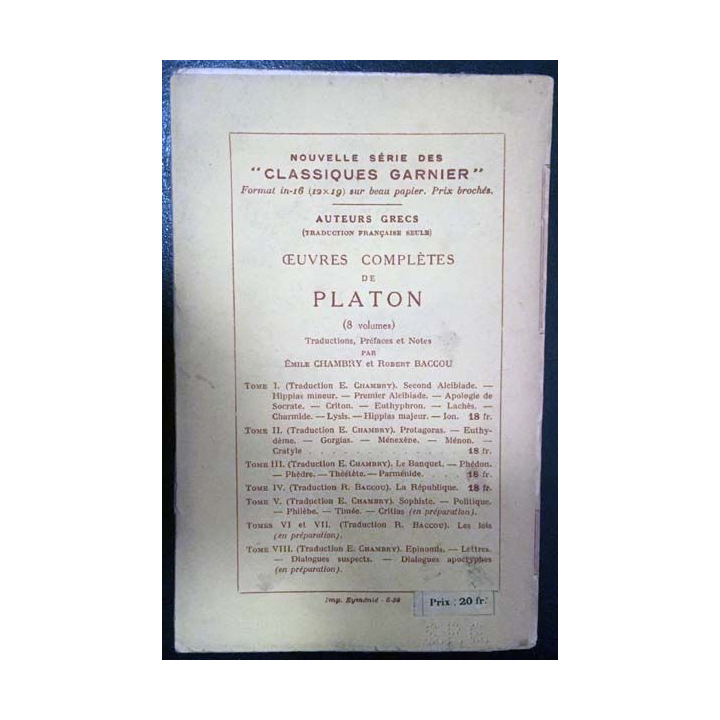 NOUVELLE SÉRIE DES
"CLASSIQUES GARNIER"
Format in-16 (12×19) sur beau papier. Prix brochés.
AUTEURS GRECS
(TRADUCTION FRANÇAISE SEULE)
ŒUVRES COMPLÈTES
DE
PLATON
(8 volumes)
Traductions, Préfaces et Notes
PAR
ÉMILE CHAMBRY et ROBERT BACCOU
TOME I. (Traduction E. CHAMBRY). Second Alcibiade. —
Hippias mineur. — Premier Alcibiade. — Apologie de
Socrate. — Criton. — Euthyphron. — Lachès. —
Charmide. — Lysis. — Hippias majeur. — Ion. 18 fr.
TOME II. (Traduction E. CHAMBRY). Protagoras. — Euthy-
dème. — Gorgias. — Ménexène. — Ménon. —
Cratyle . . . . . . . . . . . . . . . . 18 fr.
TOME III. (Traduction E. CHAMBRY). Le Banquet. — Phédon.
— Phèdre. — Théétète. — Parménide. . . . . 18 fr.
TOME IV. (Traduction R. BACCOU). La République. 18 fr.
TOME V. (Traduction E. CHAMBRY). Sophiste. — Politique.
— Philèbe. — Timée. — Critias (en préparation).
TOMES VI et VII. (Traduction R. BACCOU). Les lois
(en préparation).
TOME VIII. (Traduction E. CHAMBRY). Epinomis. — Lettres.
— Dialogues suspects. — Dialogues apocryphes
(en préparation).
Imp. Eyménié - 6-39
Prix : 20 fr.